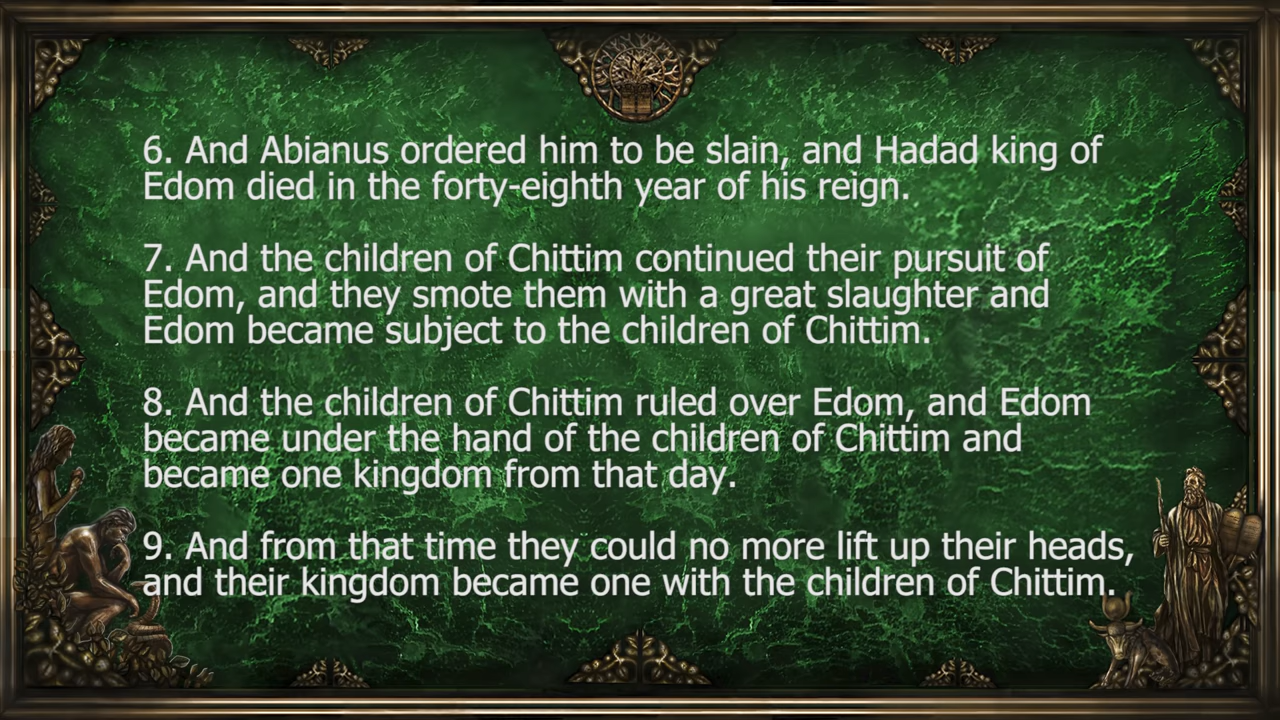 6. And Abianus ordered him to be slain, and Hadad king of
Edom died in the forty-eighth year of his reign.
7. And the children of Chittim continued their pursuit of
Edom, and they smote them with a great slaughter and
Edom became subject to the children of Chittim.
8. And the children of Chittim ruled over Edom, and Edom
became under the hand of the children of Chittim and
became one kingdom from that day.
9. And from that time they could no more lift up their heads,
and their kingdom became one with the children of Chittim.